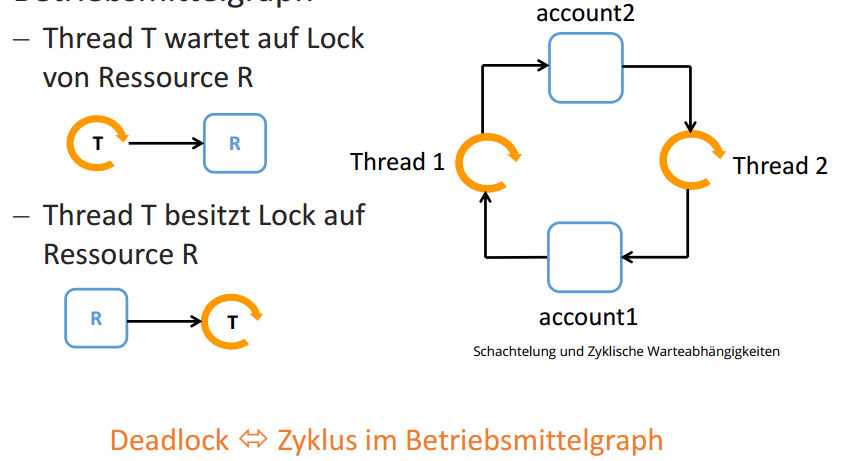 Betriebsmittelgraph
– Thread T wartet auf Lock
von Ressource R
T
R
– Thread T besitzt Lock auf
Ressource R
R
T
account2
Thread 1
Thread 2
account1
Schachtelung und Zyklische Warteabhängigkeiten
Deadlock ⬄ Zyklus im Betriebsmittelgraph